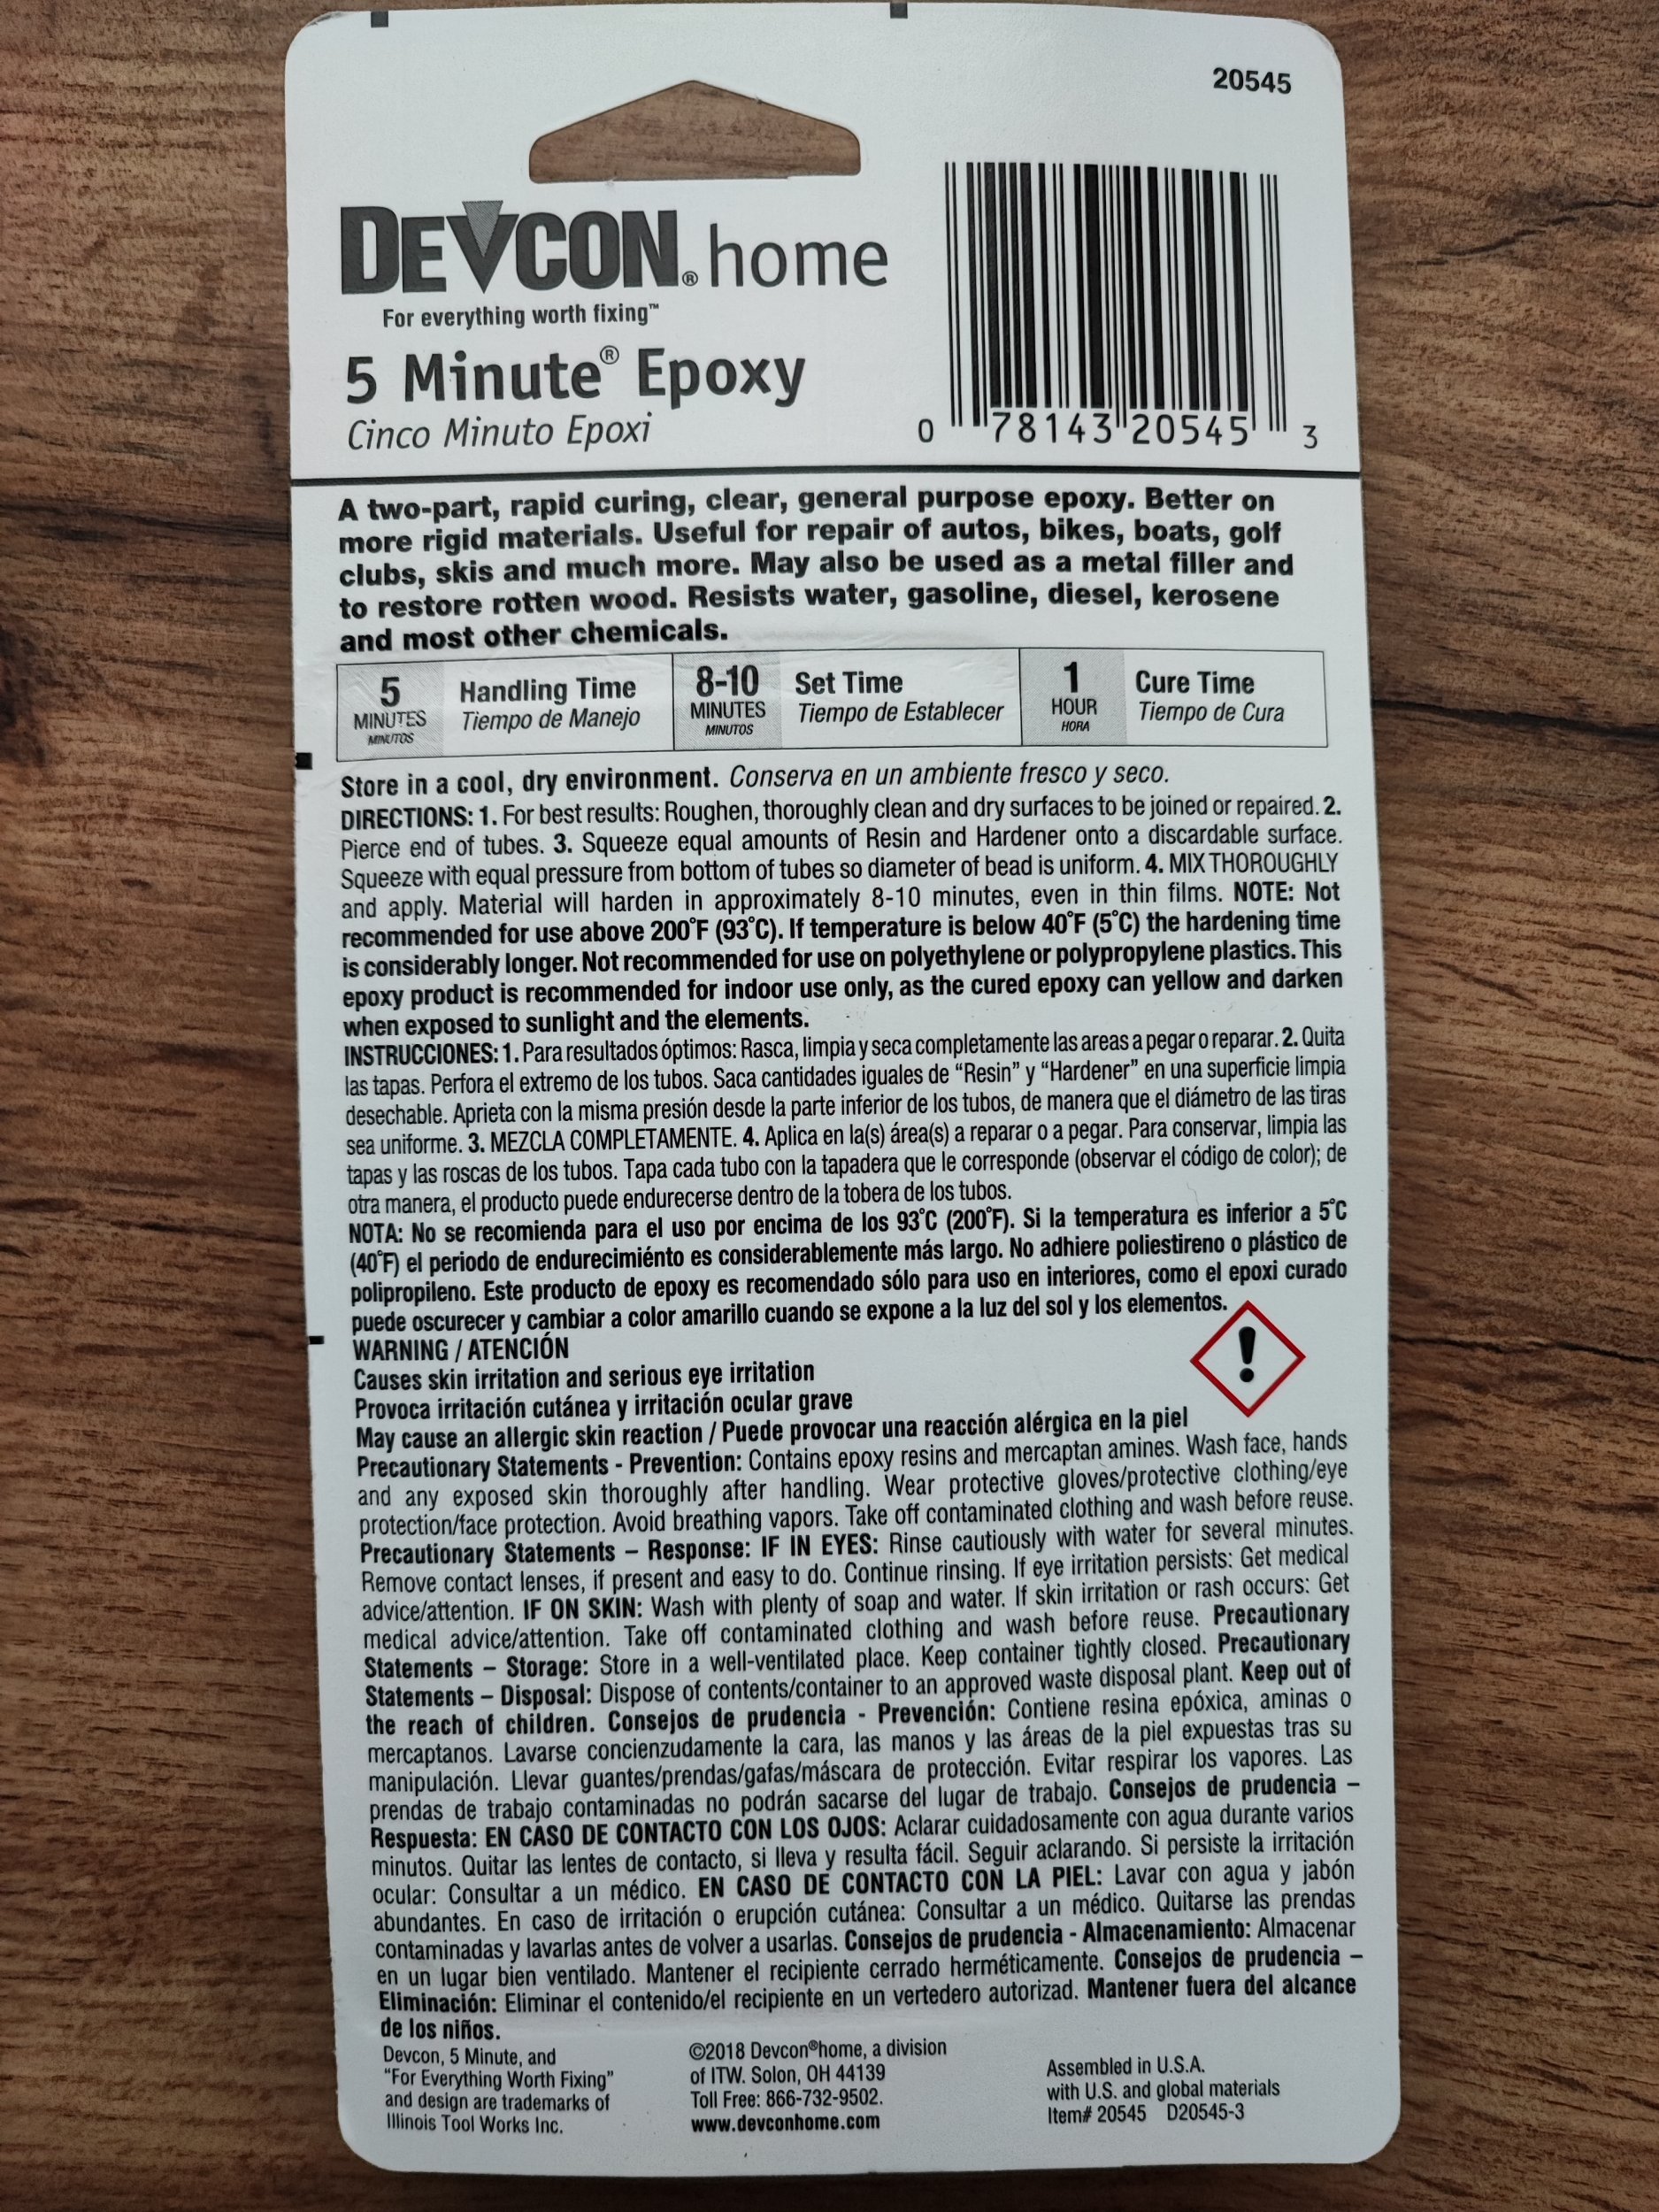 20545
DEVCON® home
For everything worth fixing™
5 Minute® Epoxy
Cinco Minuto Epoxi
0 78143 20545 3
A two-part, rapid curing, clear, general purpose epoxy. Better on
more rigid materials. Useful for repair of autos, bikes, boats, golf
clubs, skis and much more. May also be used as a metal filler and
to restore rotten wood. Resists water, gasoline, diesel, kerosene
and most other chemicals.
5 MINUTES MINUTOS
Handling Time
Tiempo de Manejo
8-10 MINUTES MINUTOS
Set Time
Tiempo de Establecer
1 HOUR HORA
Cure Time
Tiempo de Cura
Store in a cool, dry environment. Conserva en un ambiente fresco y seco.
DIRECTIONS: 1. For best results: Roughen, thoroughly clean and dry surfaces to be joined or repaired. 2.
Pierce end of tubes. 3. Squeeze equal amounts of Resin and Hardener onto a discardable surface.
Squeeze with equal pressure from bottom of tubes so diameter of bead is uniform. 4. MIX THOROUGHLY
and apply. Material will harden in approximately 8-10 minutes, even in thin films. NOTE: Not
recommended for use above 200°F (93°C). If temperature is below 40°F (5°C) the hardening time
is considerably longer. Not recommended for use on polyethylene or polypropylene plastics. This
epoxy product is recommended for indoor use only, as the cured epoxy can yellow and darken
when exposed to sunlight and the elements.
INSTRUCCIONES: 1. Para resultados óptimos: Rasca, limpia y seca completamente las areas a pegar o reparar. 2. Quita
las tapas. Perfora el extremo de los tubos. Saca cantidades iguales de “Resin” y “Hardener” en una superficie limpia
desechable. Aprieta con la misma presión desde la parte inferior de los tubos, de manera que el diámetro de las tiras
sea uniforme. 3. MEZCLA COMPLETAMENTE. 4. Aplica en la(s) área(s) a reparar o a pegar. Para conservar, limpia las
tapas y las roscas de los tubos. Tapa cada tubo con la tapadera que le corresponde (observar el código de color); de
otra manera, el producto puede endurecerse dentro de la tobera de los tubos.
NOTA: No se recomienda para el uso por encima de los 93°C (200°F). Si la temperatura es inferior a 5°C
(40°F) el periodo de endurecimiénto es considerablemente más largo. No adhiere poliestireno o plástico de
polipropileno. Este producto de epoxy es recomendado sólo para uso en interiores, como el epoxi curado
puede oscurecer y cambiar a color amarillo cuando se expone a la luz del sol y los elementos.
WARNING / ATENCIÓN
Causes skin irritation and serious eye irritation
Provoca irritación cutánea y irritación ocular grave
May cause an allergic skin reaction / Puede provocar una reacción alérgica en la piel
Precautionary Statements - Prevention: Contains epoxy resins and mercaptan amines. Wash face, hands
and any exposed skin thoroughly after handling. Wear protective gloves/protective clothing/eye
protection/face protection. Avoid breathing vapors. Take off contaminated clothing and wash before reuse.
Precautionary Statements – Response: IF IN EYES: Rinse cautiously with water for several minutes.
Remove contact lenses, if present and easy to do. Continue rinsing. If eye irritation persists: Get medical
advice/attention. IF ON SKIN: Wash with plenty of soap and water. If skin irritation or rash occurs: Get
medical advice/attention. Take off contaminated clothing and wash before reuse. Precautionary
Statements – Storage: Store in a well-ventilated place. Keep container tightly closed. Precautionary
Statements – Disposal: Dispose of contents/container to an approved waste disposal plant. Keep out of
the reach of children. Consejos de prudencia - Prevención: Contiene resina epóxica, aminas o
mercaptanos. Lavarse concienzudamente la cara, las manos y las áreas de la piel expuestas tras su
manipulación. Llevar guantes/prendas/gafas/máscara de protección. Evitar respirar los vapores. Las
prendas de trabajo contaminadas no podrán sacarse del lugar de trabajo. Consejos de prudencia –
Respuesta: EN CASO DE CONTACTO CON LOS OJOS: Aclarar cuidadosamente con agua durante varios
minutos. Quitar las lentes de contacto, si lleva y resulta fácil. Seguir aclarando. Si persiste la irritación
ocular: Consultar a un médico. EN CASO DE CONTACTO CON LA PIEL: Lavar con agua y jabón
abundantes. En caso de irritación o erupción cutánea: Consultar a un médico. Quitarse las prendas
contaminadas y lavarlas antes de volver a usarlas. Consejos de prudencia - Almacenamiento: Almacenar
en un lugar bien ventilado. Mantener el recipiente cerrado herméticamente. Consejos de prudencia –
Eliminación: Eliminar el contenido/el recipiente en un vertedero autorizad. Mantener fuera del alcance
de los niños.
Devcon, 5 Minute, and
“For Everything Worth Fixing”
and design are trademarks of
Illinois Tool Works Inc.
©2018 Devcon®home, a division
of ITW. Solon, OH 44139
Toll Free: 866-732-9502.
www.devconhome.com
Assembled in U.S.A.
with U.S. and global materials
Item# 20545 D20545-3